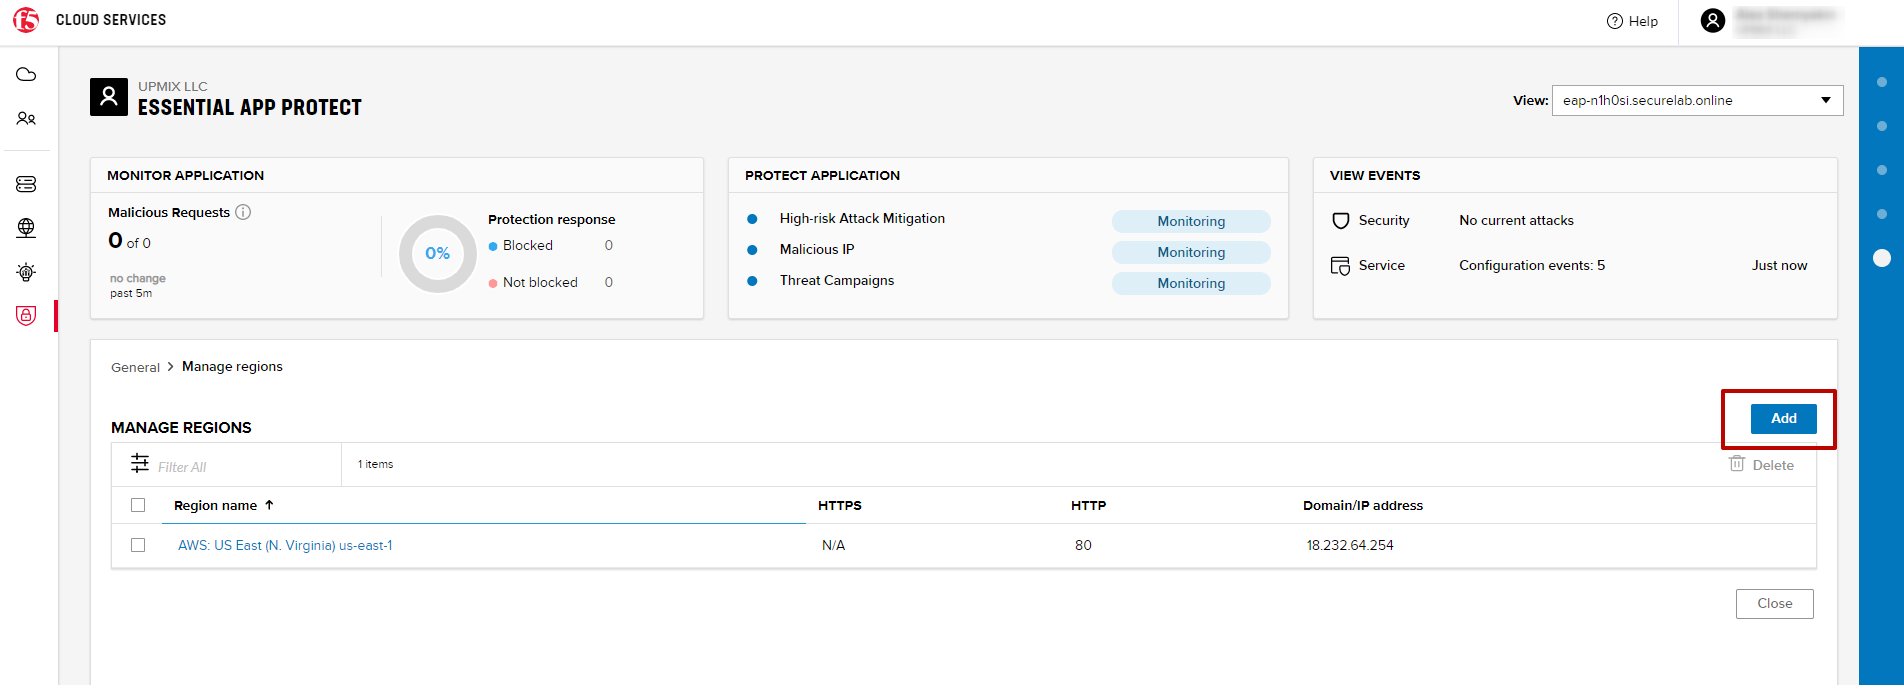 f5 CLOUD SERVICES
Help
UPMIX LLC
ESSENTIAL APP PROTECT
View: eap-n1h0si.securelab.online
MONITOR APPLICATION
Malicious Requests
0 of 0
no change
past 5m
0%
Protection response
Blocked 0
Not blocked 0
PROTECT APPLICATION
High-risk Attack Mitigation Monitoring
Malicious IP Monitoring
Threat Campaigns Monitoring
VIEW EVENTS
Security No current attacks
Service Configuration events: 5 Just now
General > Manage regions
Add
MANAGE REGIONS
Filter All 1 items Delete
Region name ↑ HTTPS HTTP Domain/IP address
AWS: US East (N. Virginia) us-east-1 N/A 80 18.232.64.254
Close